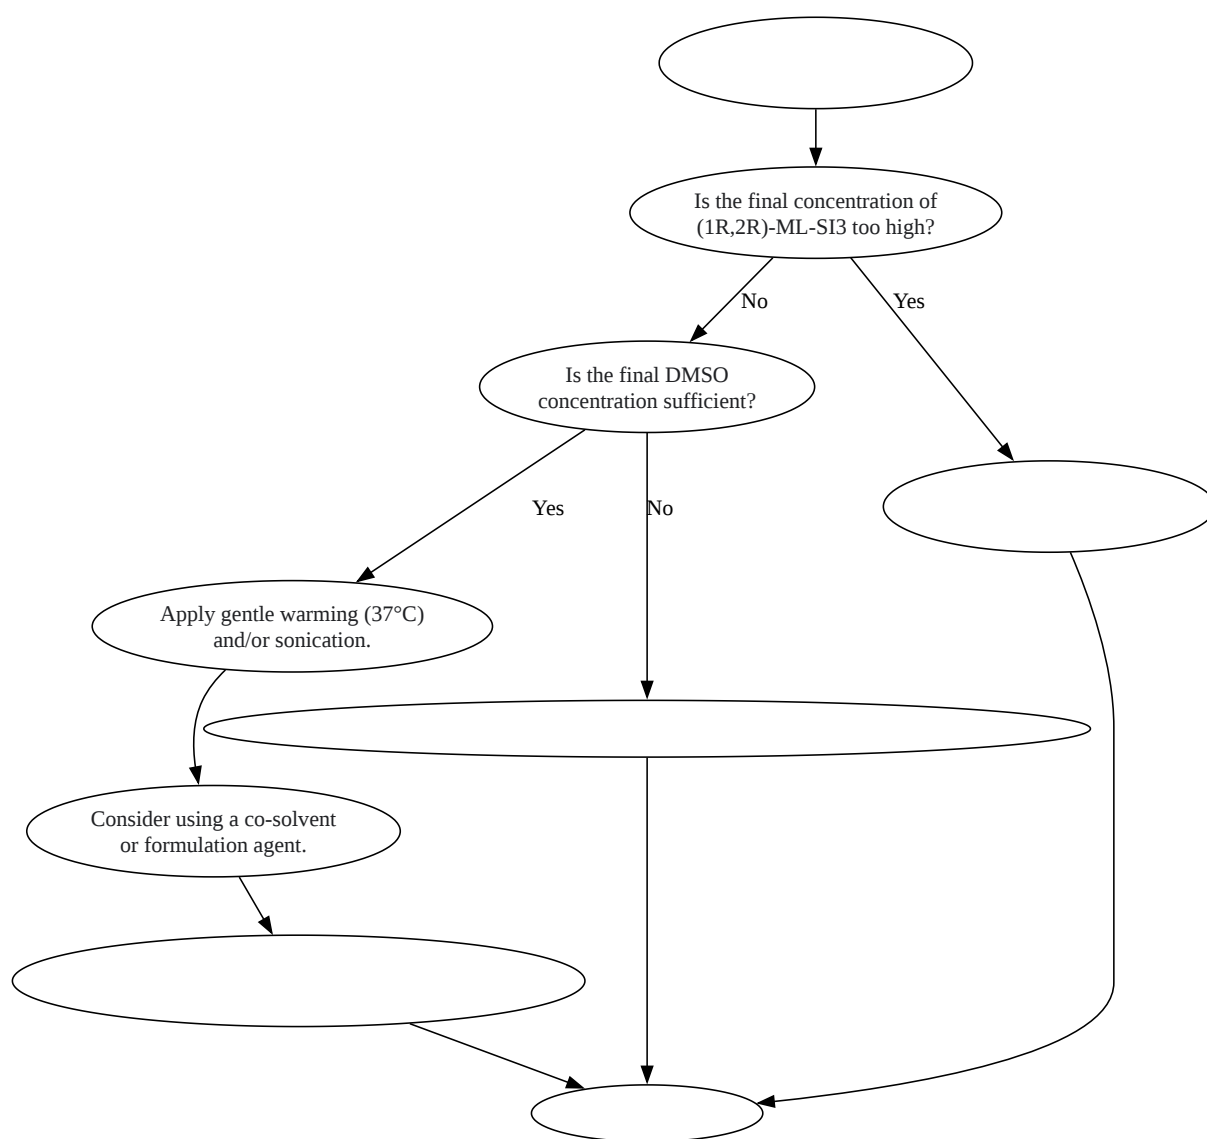 Is the final concentration of
(1R,2R)-ML-SI3 too high?
No
Yes
Is the final DMSO
concentration sufficient?
Yes
No
Apply gentle warming (37°C)
and/or sonication.
Consider using a co-solvent
or formulation agent.